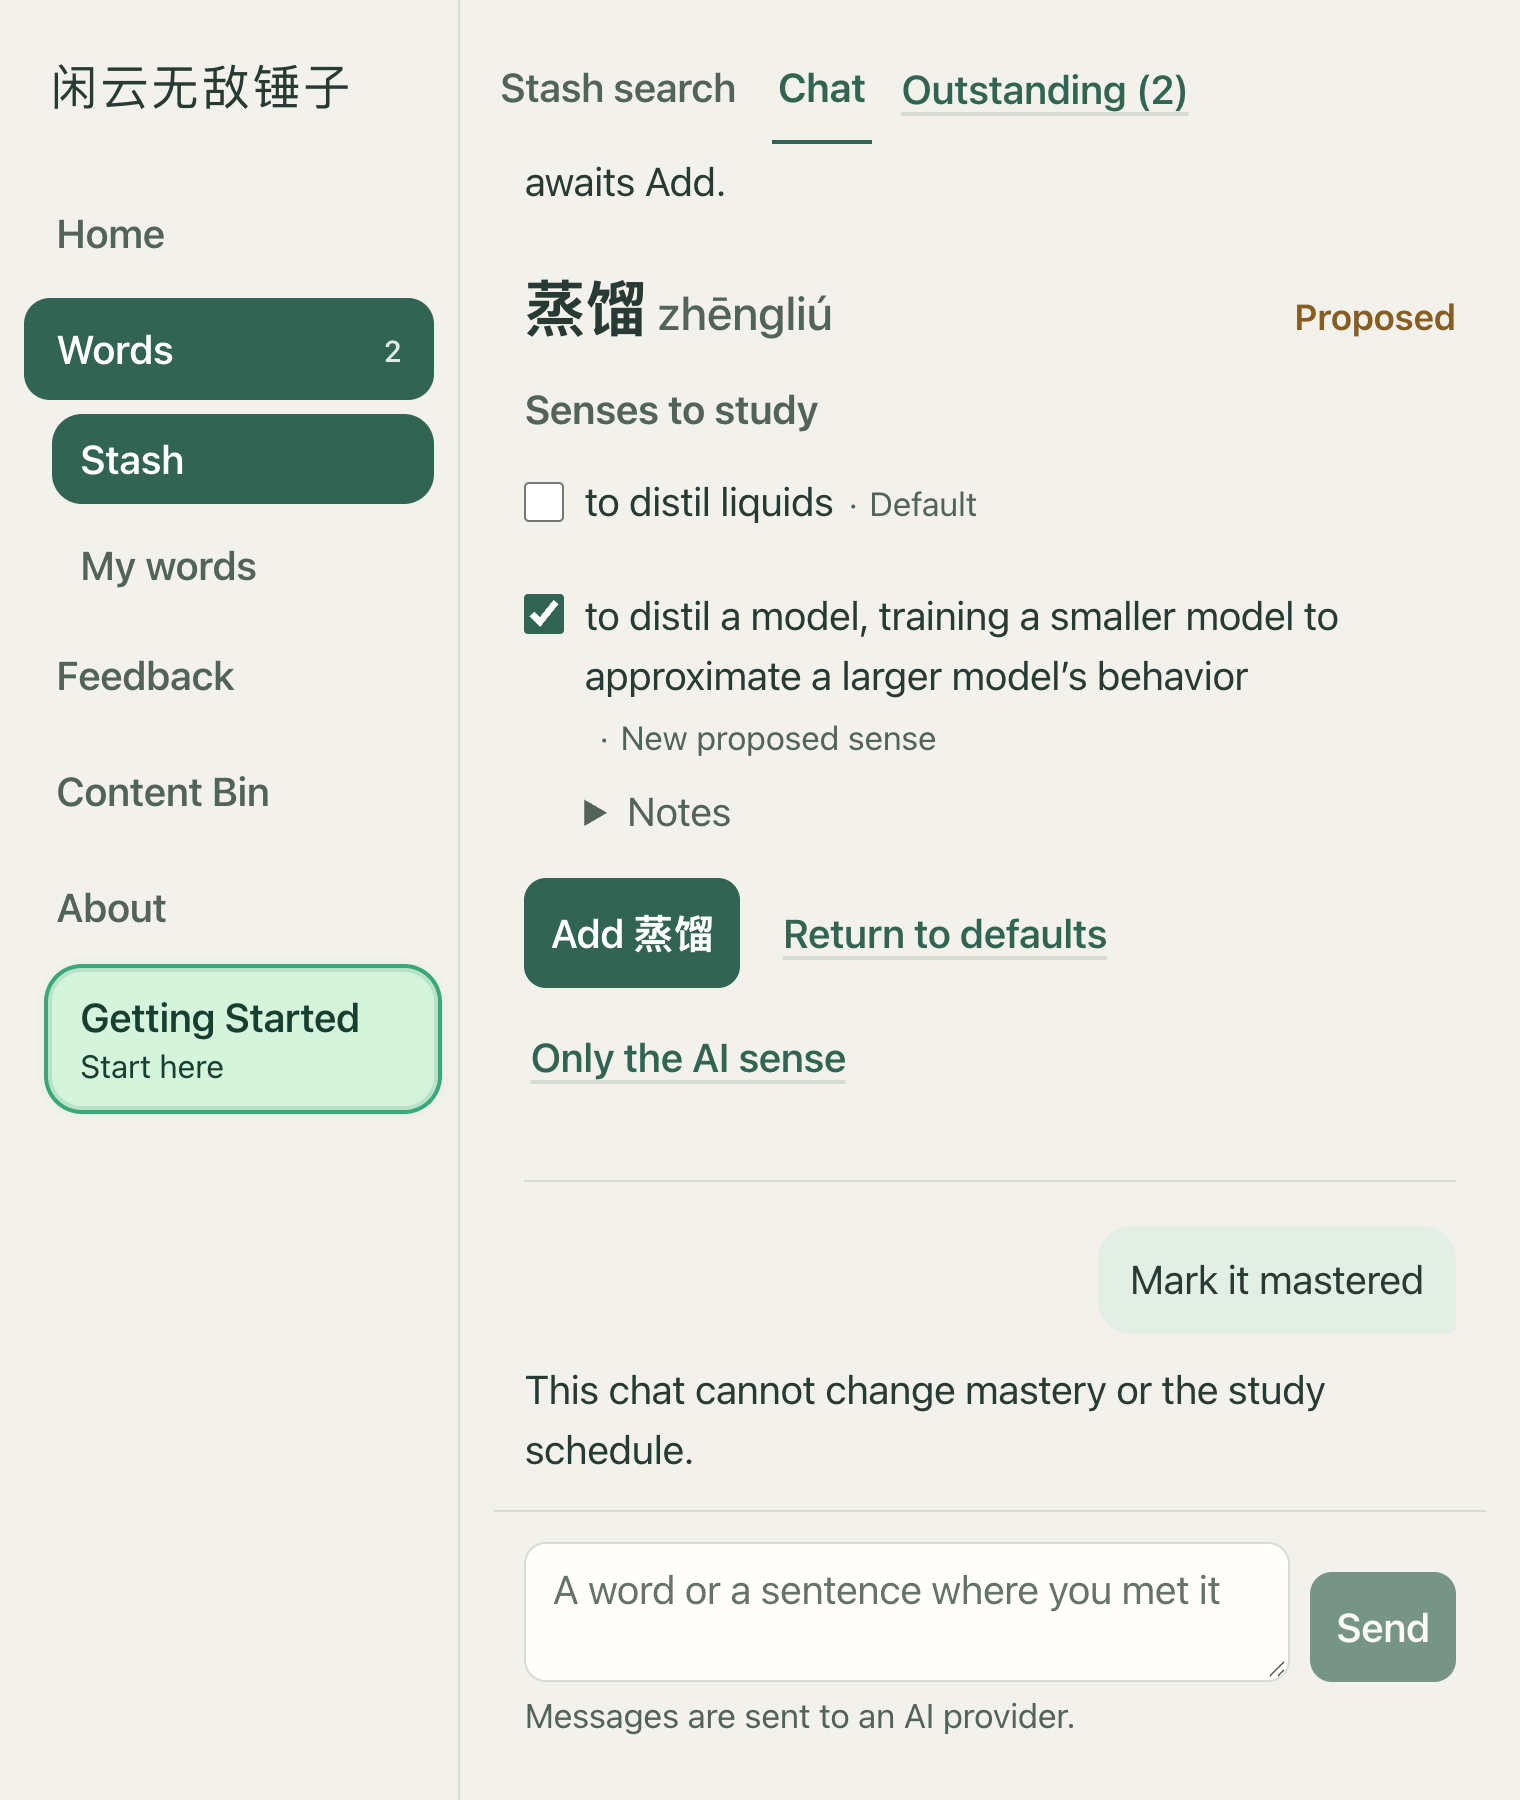 闲云无敌锤子
Home
Words 2
Stash
My words
Feedback
Content Bin
About
Getting Started
Start here
Stash search Chat Outstanding (2)
awaits Add.
蒸馏 zhēngliú Proposed
Senses to study
to distil liquids · Default
to distil a model, training a smaller model to
approximate a larger model’s behavior
· New proposed sense
Notes
Add 蒸馏 Return to defaults
Only the AI sense
Mark it mastered
This chat cannot change mastery or the study
schedule.
A word or a sentence where you met it
Send
Messages are sent to an AI provider.